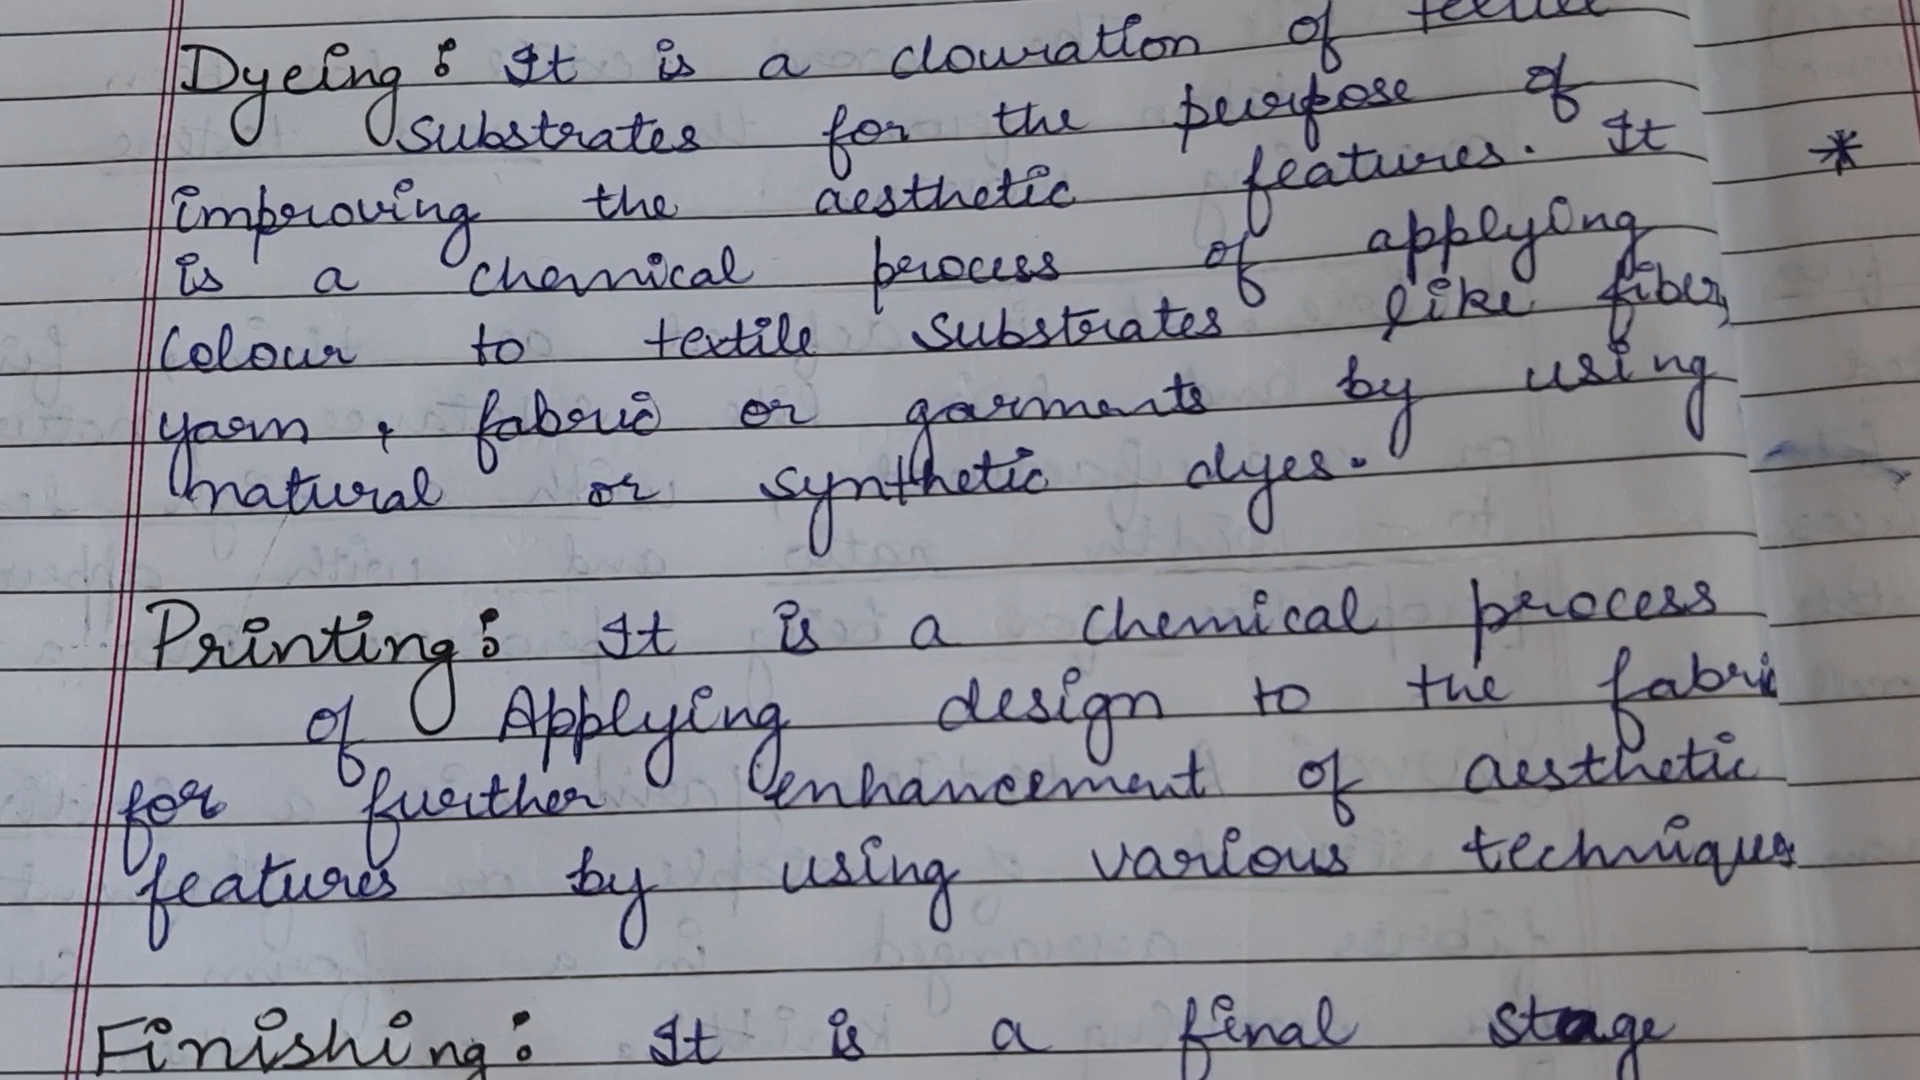 Dyeing : It is a clouration of textile
substrates for the purpose of
improving the aesthetic features. It
is a chemical process of applying
Colour to textile substrates like fiber,
yarn, fabric or garments by using
natural or synthetic dyes.
Printing : It is a chemical process
of Applying design to the fabric
for further enhancement of aesthetic
features by using various techniques
Finishing : It is a final stage
*